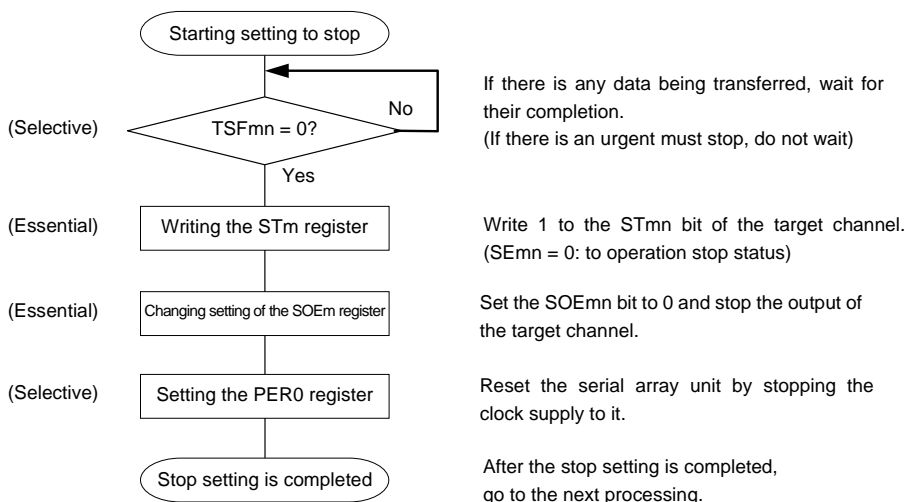 Starting setting to stop
If there is any data being transferred, wait for
their completion.
(If there is an urgent must stop, do not wait)
No
(Selective)
TSFmn = 0?
Yes
(Essential)
Writing the STm register
Write 1 to the STmn bit of the target channel.
(SEmn = 0: to operation stop status)
(Essential)
Changing setting of the SOEm register
Set the SOEmn bit to 0 and stop the output of
the target channel.
(Selective)
Setting the PER0 register
Reset the serial array unit by stopping the
clock supply to it.
Stop setting is completed
After the stop setting is completed,
go to the next processing.